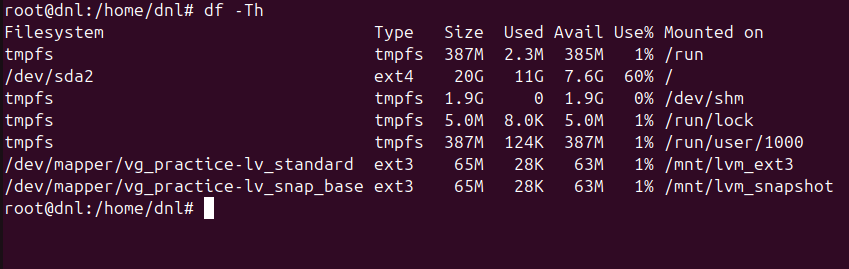 root@dnl:/home/dnl# df -Th
Filesystem                           Type   Size  Used Avail Use% Mounted on
tmpfs                                tmpfs  387M  2.3M  385M   1% /run
/dev/sda2                            ext4    20G   11G  7.6G  60% /
tmpfs                                tmpfs  1.9G     0  1.9G   0% /dev/shm
tmpfs                                tmpfs  5.0M  8.0K  5.0M   1% /run/lock
tmpfs                                tmpfs  387M  124K  387M   1% /run/user/1000
/dev/mapper/vg_practice-lv_standard  ext3    65M   28K   63M   1% /mnt/lvm_ext3
/dev/mapper/vg_practice-lv_snap_base ext3    65M   28K   63M   1% /mnt/lvm_snapshot
root@dnl:/home/dnl#